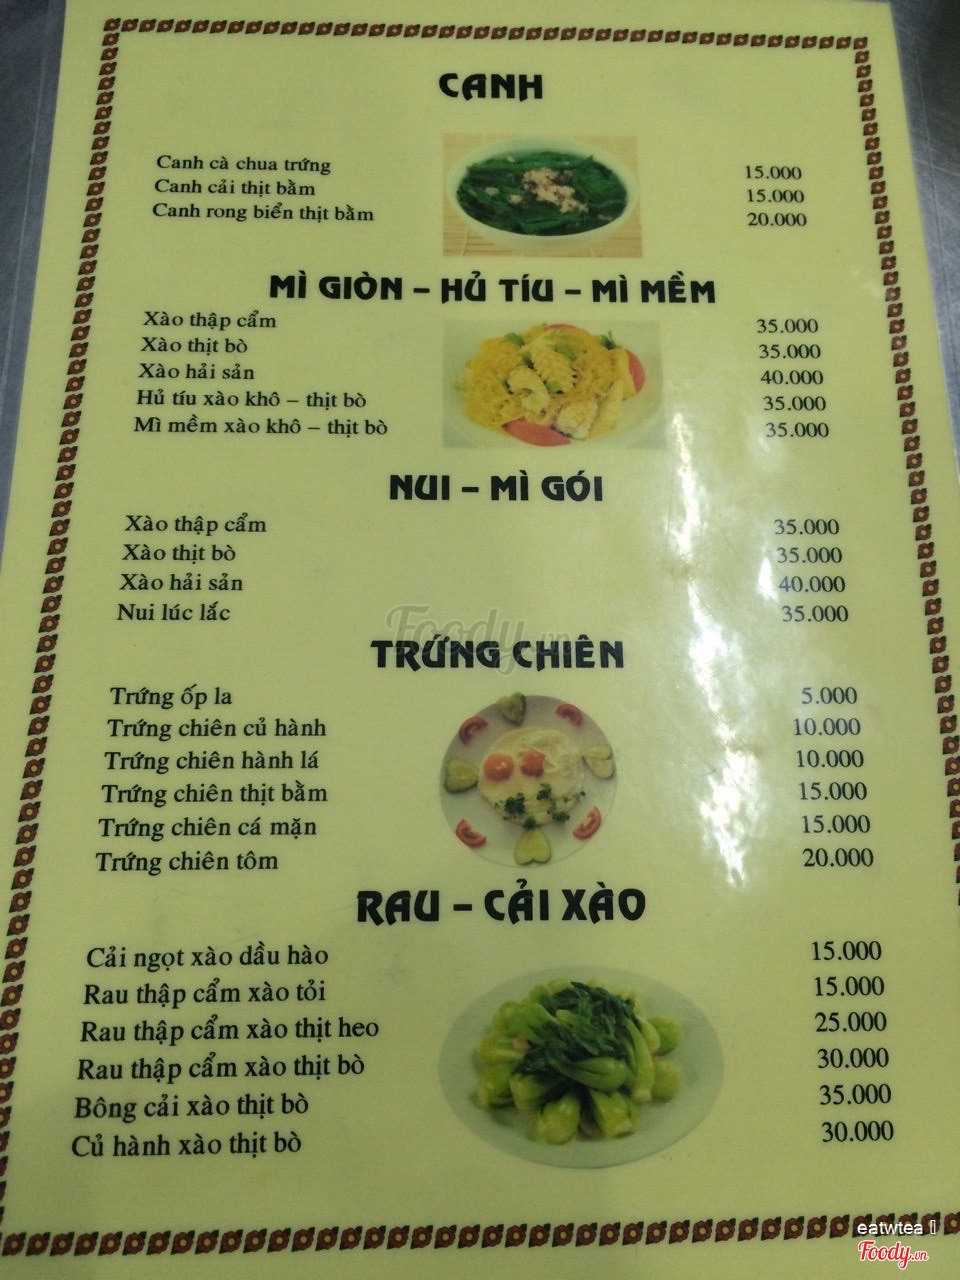 CANH
Canh cà chua trứng 15.000
Canh cải thịt bằm 15.000
Canh rong biển thịt bằm 20.000
MÌ GIÒN – HỦ TÍU – MÌ MỀM
Xào thập cẩm 35.000
Xào thịt bò 35.000
Xào hải sản 40.000
Hủ tíu xào khô – thịt bò 35.000
Mì mềm xào khô – thịt bò 35.000
NUI – MÌ GÓI
Xào thập cẩm 35.000
Xào thịt bò 35.000
Xào hải sản 40.000
Nui lúc lắc 35.000
Foody.vn
TRỨNG CHIÊN
Trứng ốp la 5.000
Trứng chiên củ hành 10.000
Trứng chiên hành lá 10.000
Trứng chiên thịt bằm 15.000
Trứng chiên cá mặn 15.000
Trứng chiên tôm 20.000
RAU – CẢI XÀO
Cải ngọt xào dầu hào 15.000
Rau thập cẩm xào tỏi 15.000
Rau thập cẩm xào thịt heo 25.000
Rau thập cẩm xào thịt bò 30.000
Bông cải xào thịt bò 35.000
Củ hành xào thịt bò 30.000
eatwtea
Foody.vn